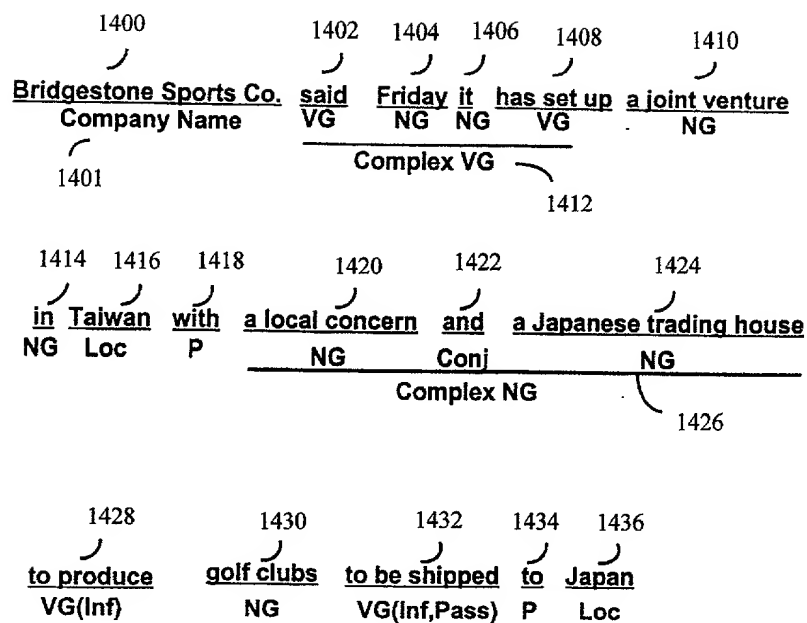 1400 1402 1404 1406 1408 1410
Bridgestone Sports Co. said Friday it has set up a joint venture
Company Name VG NG NG VG NG
Complex VG
1401 1412
1414 1416 1418 1420 1422 1424
in Taiwan with a local concern and a Japanese trading house
NG Loc P NG Conj NG
Complex NG
1426
1428 1430 1432 1434 1436
to produce golf clubs to be shipped to Japan
VG(Inf) NG VG(Inf,Pass) P Loc